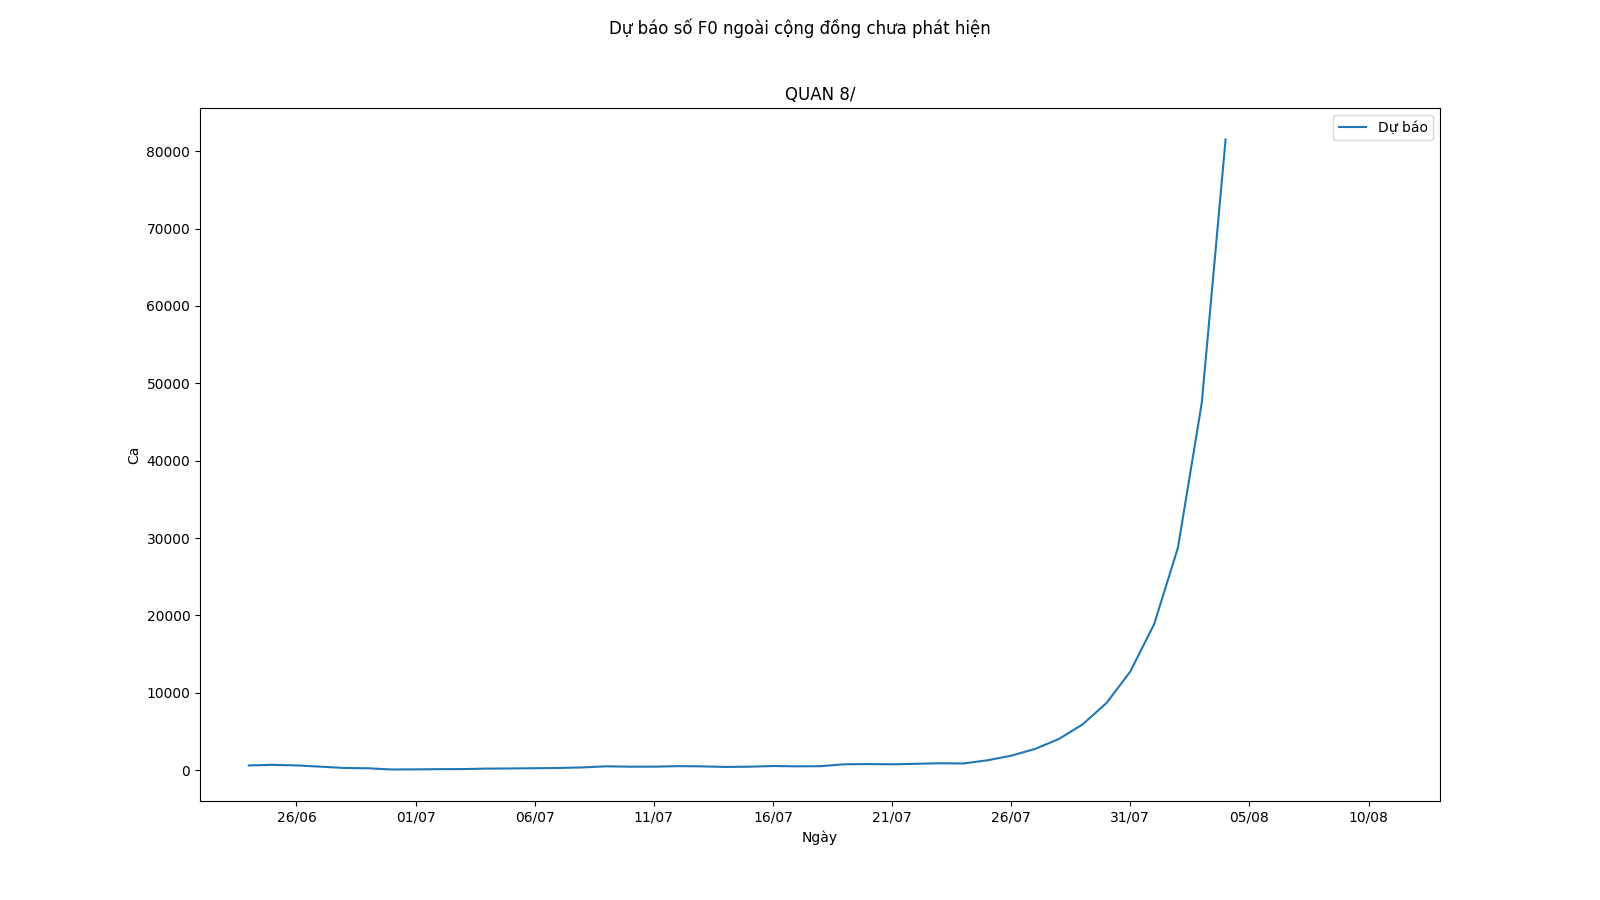 Dự báo số F0 ngoài cộng đồng chưa phát hiện
QUAN 8/
Dự báo
80000
70000
60000
50000
40000
30000
20000
10000
0
Ca
26/06 01/07 06/07 11/07 16/07 21/07 26/07 31/07 05/08 10/08
Ngày